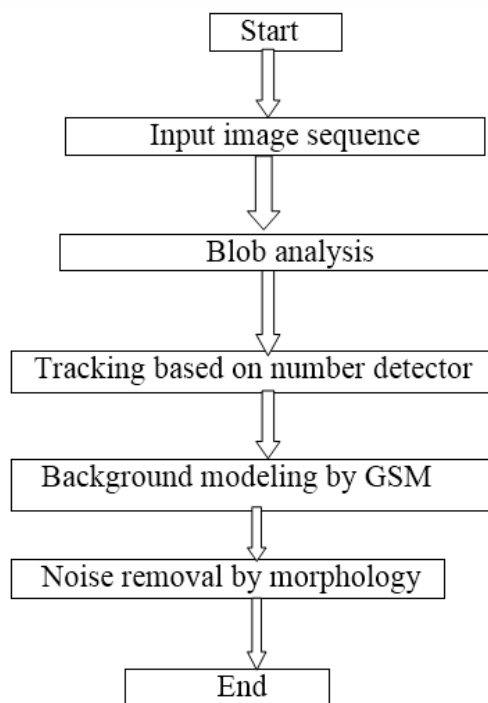 Start
Input image sequence
Blob analysis
Tracking based on number detector
Background modeling by GSM
Noise removal by morphology
End